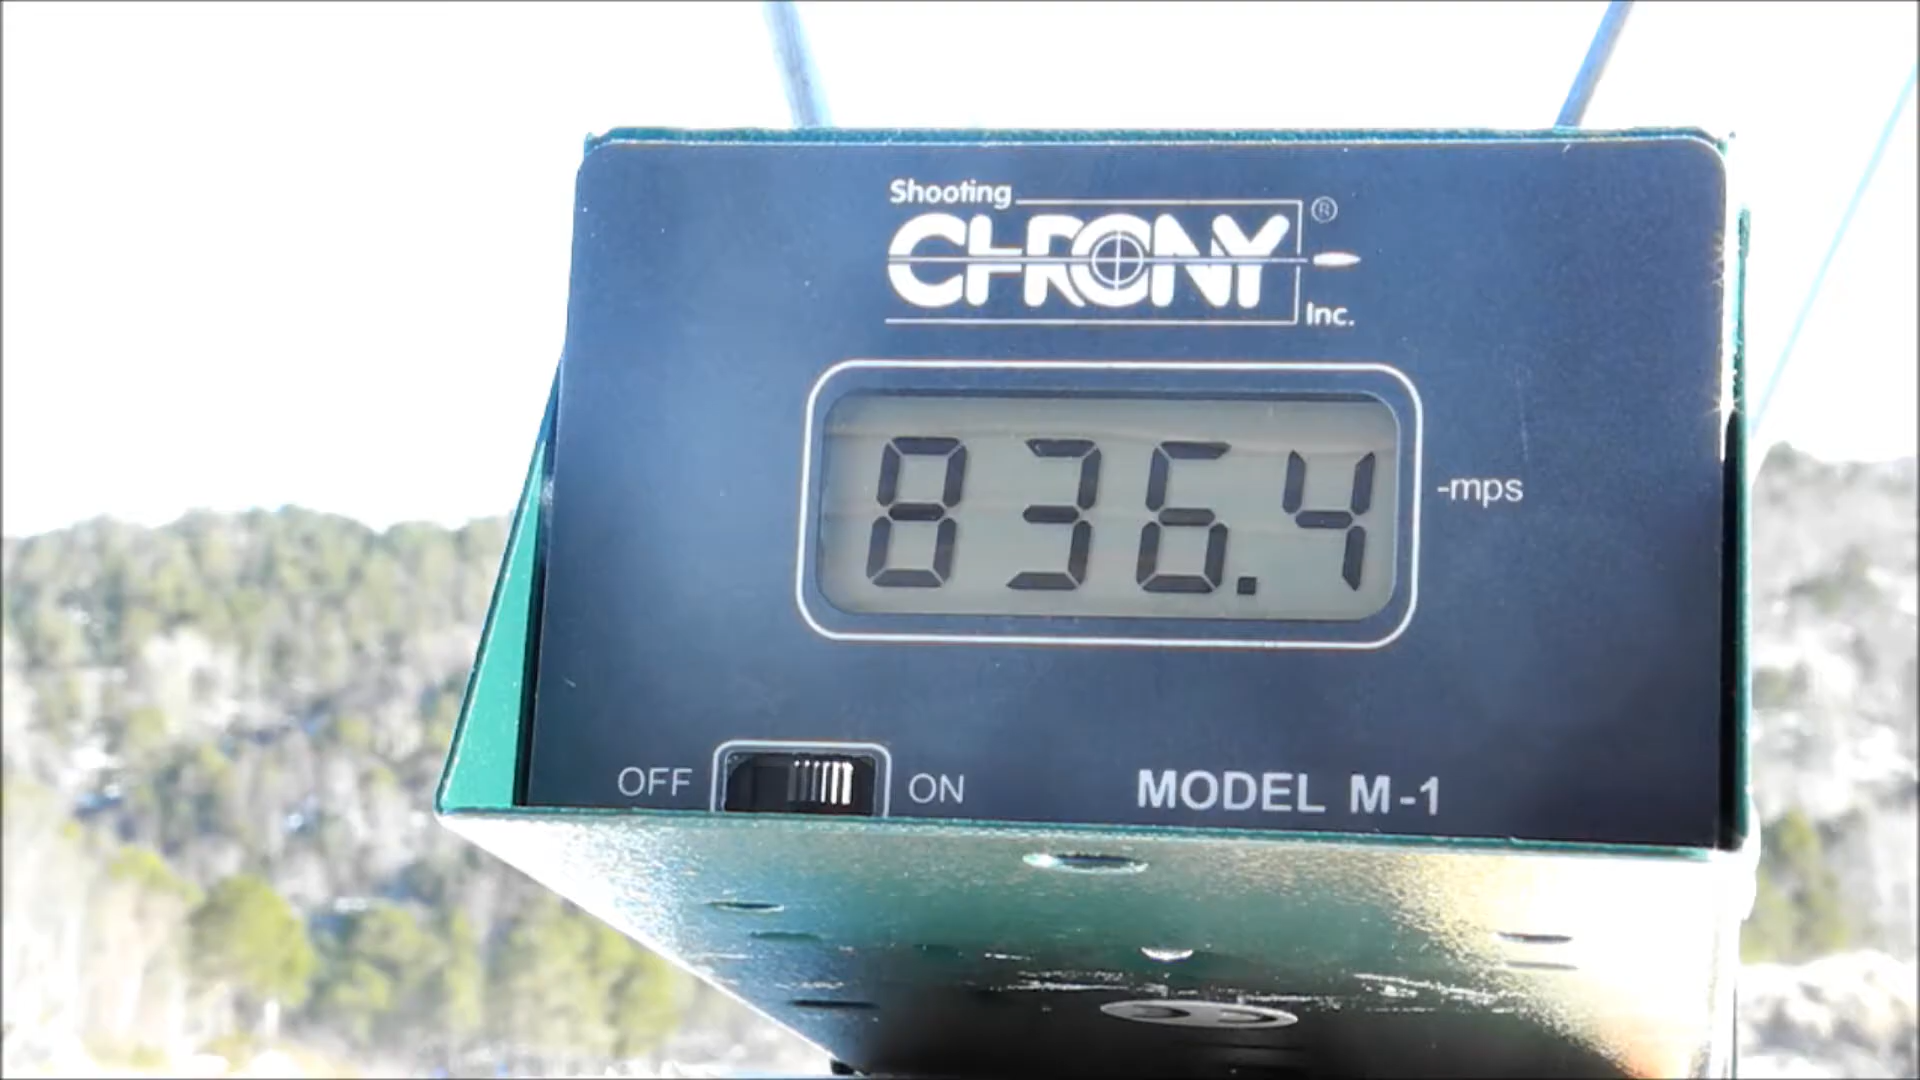 Shooting
CHRONY ®
Inc.
836.4
-mps
OFF ON
MODEL M-1